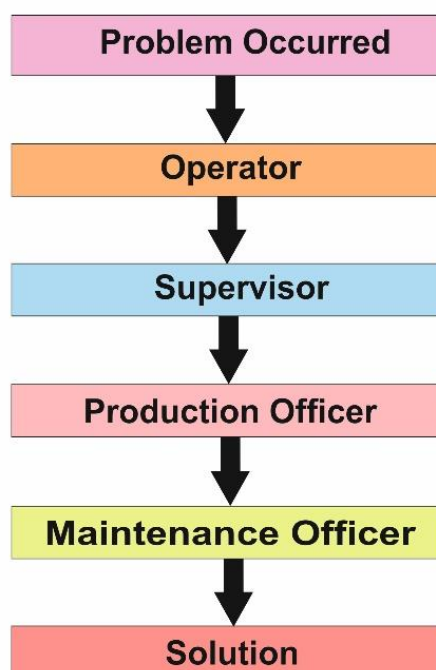 Problem Occurred
Operator
Supervisor
Production Officer
Maintenance Officer
Solution